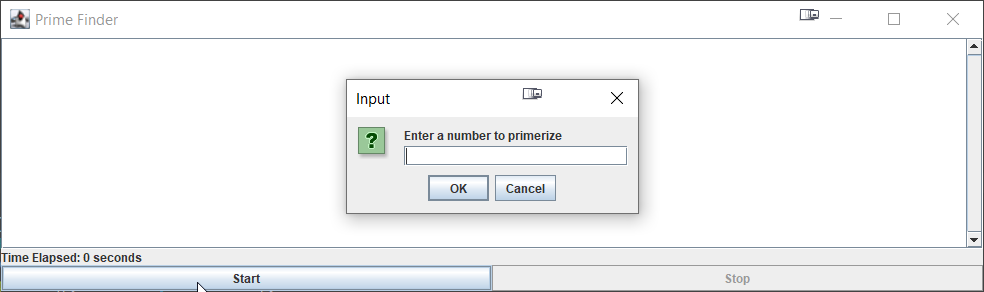 Prime Finder
Input
Enter a number to primerize
?
OK Cancel
Time Elapsed: 0 seconds
Start Stop